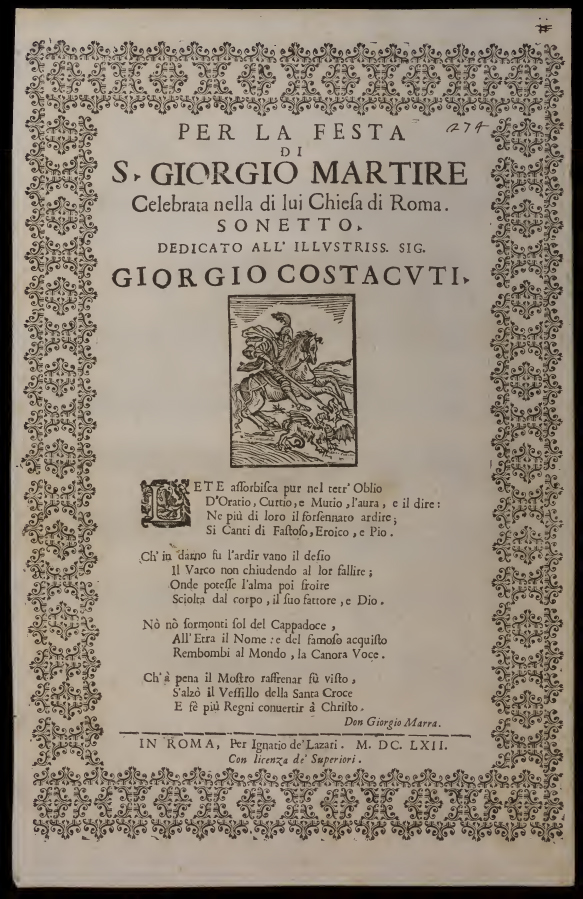 274
PER LA FESTA
DI
S. GIORGIO MARTIRE
Celebrata nella di lui Chieſa di Roma.
SONETTO.
DEDICATO ALL' ILLVSTRISS. SIG.
GIORGIO COSTACVTI.
LETE aſſorbiſca pur nel tetr' Oblio
D'Oratio, Curtio, e Mutio, l'aura, e il dire:
Ne più di loro il forſennato ardire;
Si Canti di Faſtoſo, Eroico, e Pio.
Ch' in darno fu l'ardir vano il deſio
Il Varco non chiudendo al lor fallire;
Onde poteſſe l'alma poi froire
Sciolta dal corpo, il ſuo fattore, e Dio.
Nò nò formonti ſol del Cappadoce,
All' Etra il Nome: e del famoſo acquiſto
Rembombi al Mondo, la Canora Voce.
Ch' à pena il Moſtro raffrenar fù viſto,
S'alzò il Veſſillo della Santa Croce
E fè più Regni conuertir à Chriſto.
Don Giorgio Marra.
IN ROMA, Per Ignatio de' Lazari. M. DC. LXII.
Con licenza de' Superiori.